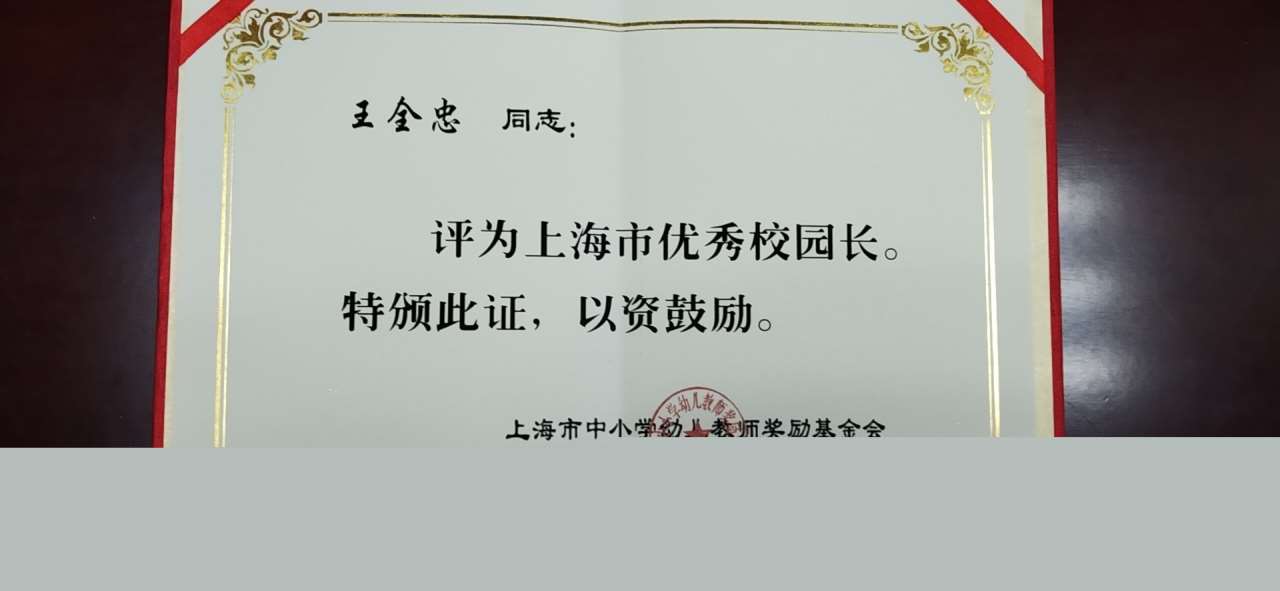 王全忠 同志：
评为上海市优秀校园长。
特颁此证，以资鼓励。
上海市中小学幼儿教师奖励基金会